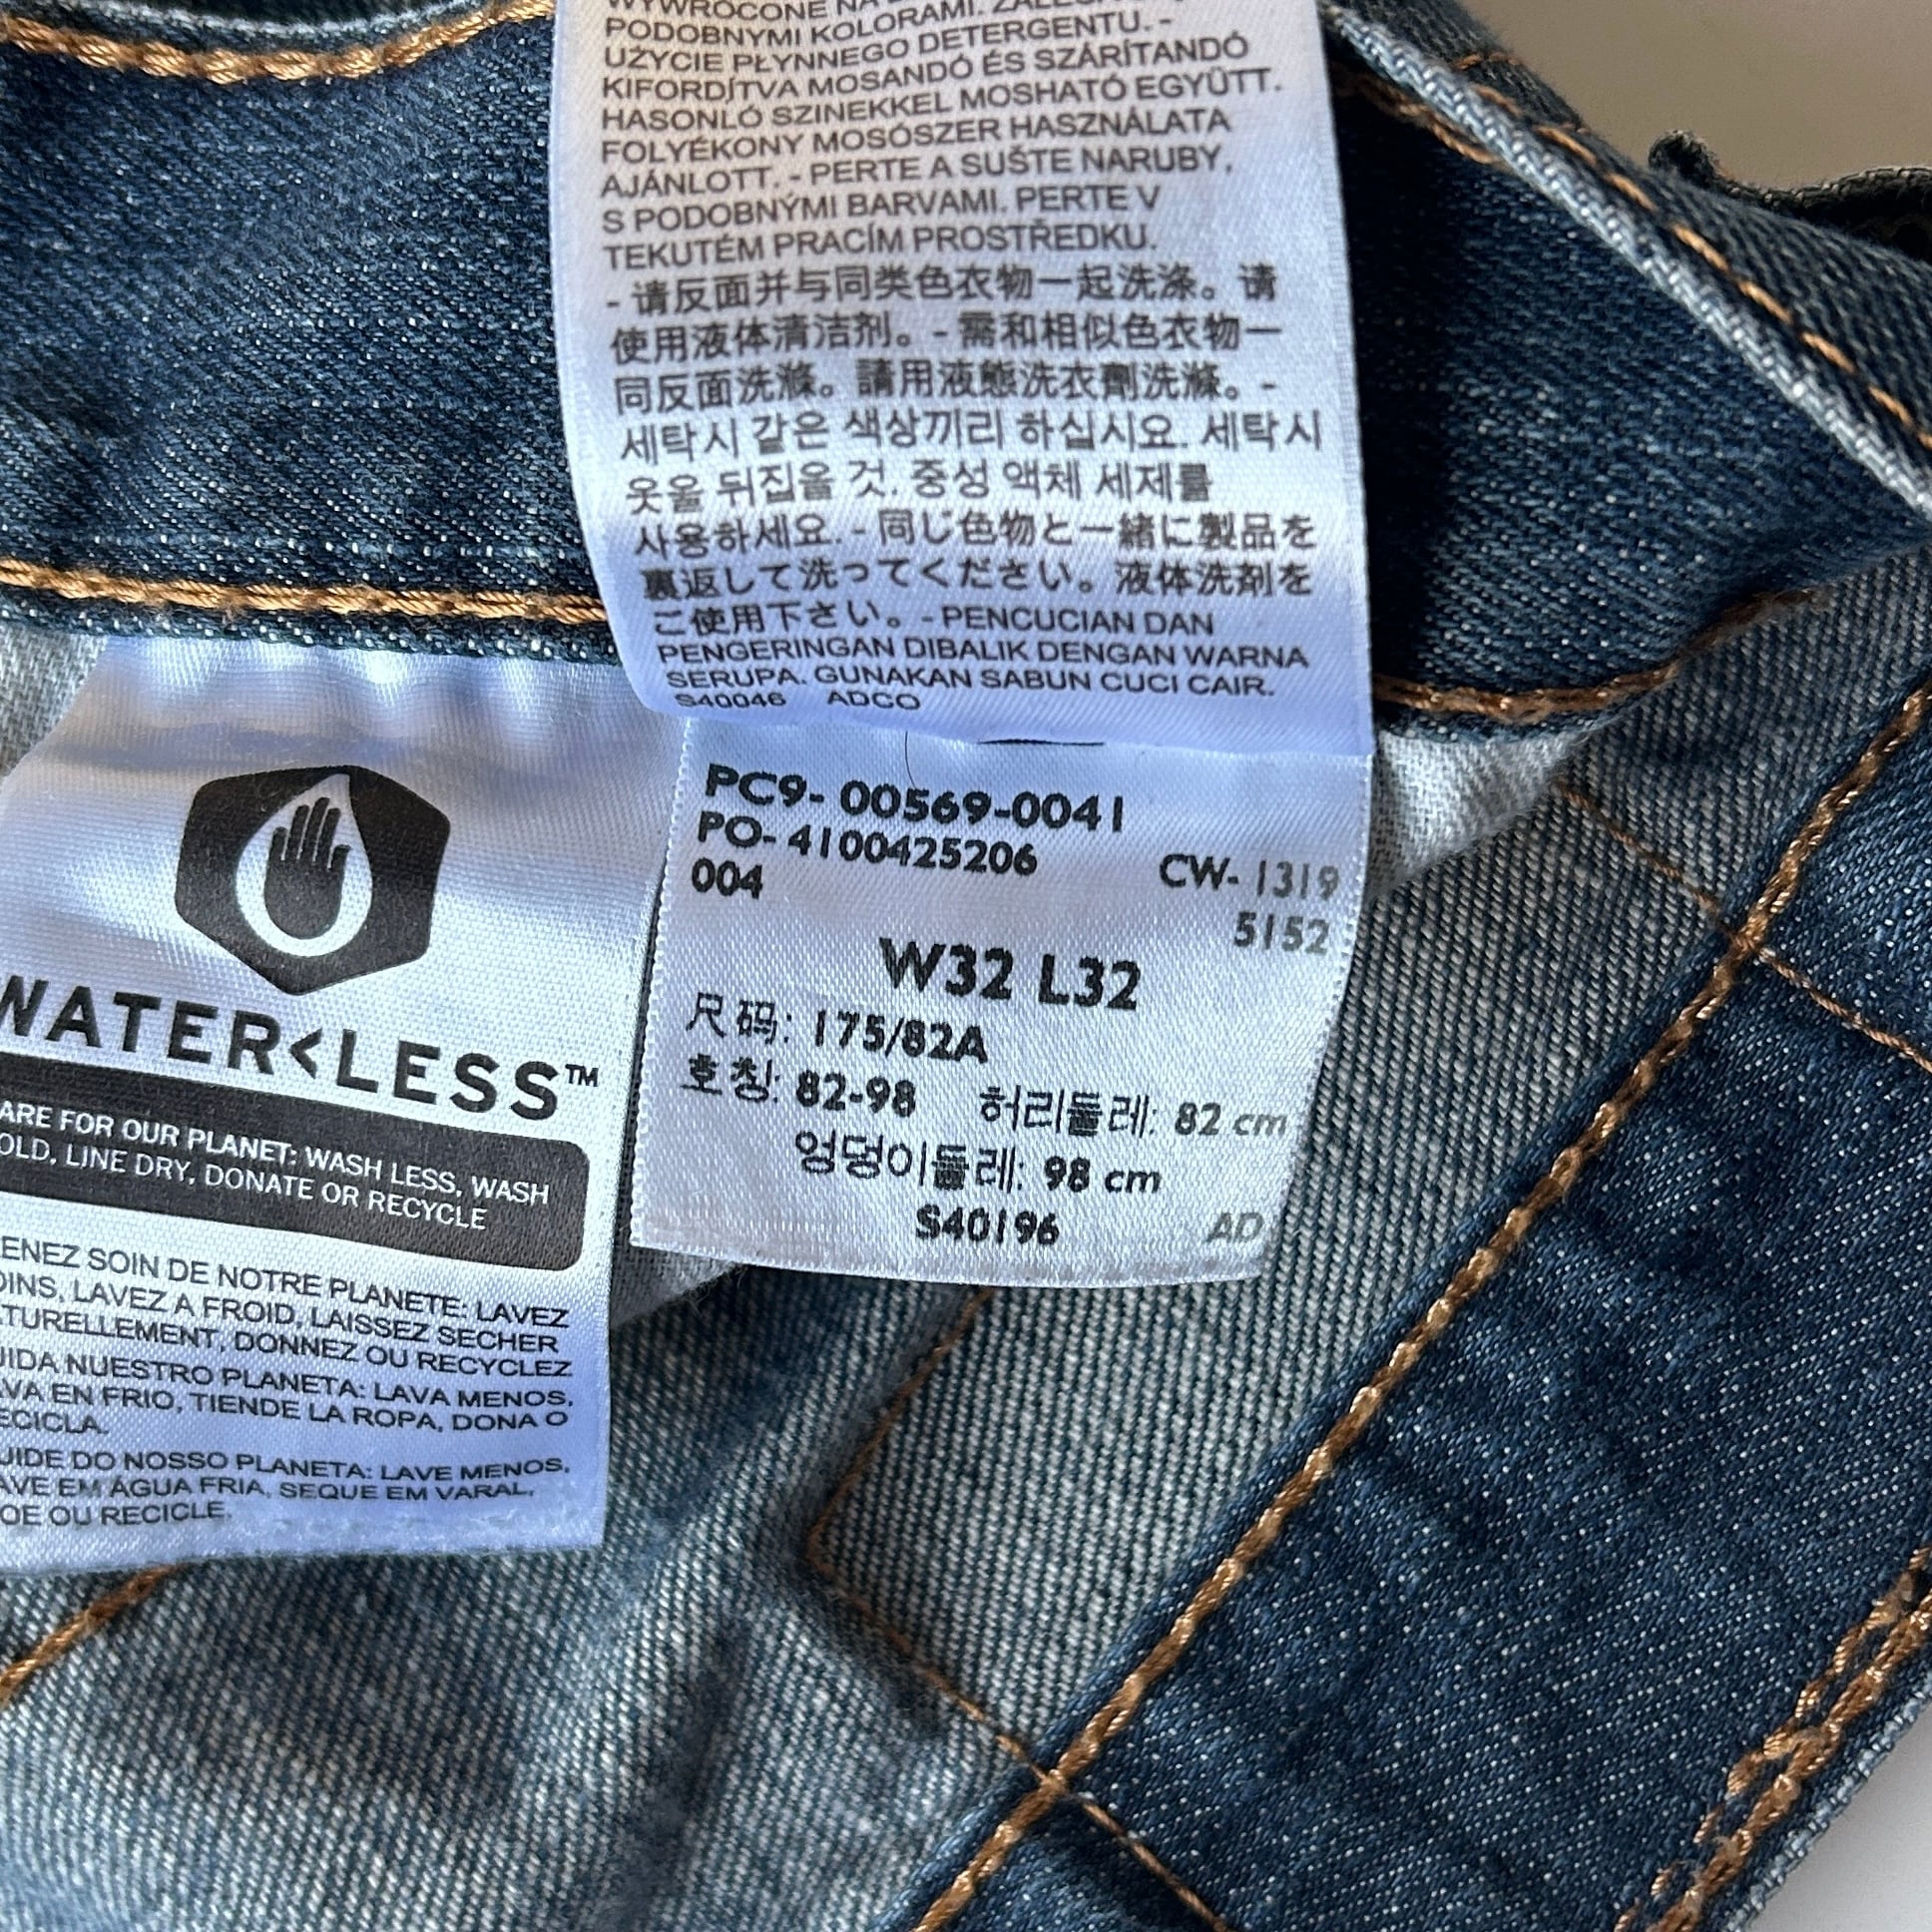 PODOBNYMI KOLORAMI.
UŻYCIE PŁYNNEGO DETERGENTU. -
KIFORDÍTVA MOSANDÓ ÉS SZÁRÍTANDÓ
HASONLÓ SZINEKKEL MOSHATÓ EGYÜTT.
FOLYÉKONY MOSÓSZER HASZNÁLATA
AJÁNLOTT. - PERTE A SUŠTE NARUBY,
S PODOBNÝMI BARVAMI. PERTE V
TEKUTÉM PRACÍM PROSTŘEDKU.
- 请反面并与同类色衣物一起洗涤。请
使用液体清洁剂。- 需和相似色衣物一
同反面洗滌。請用液態洗衣劑洗滌。-
세탁시 같은 색상끼리 하십시요. 세탁시
옷을 뒤집을 것. 중성 액체 세제를
사용하세요. - 同じ色物と一緒に製品を
裏返して洗ってください。液体洗剤を
ご使用下さい。- PENCUCIAN DAN
PENGERINGAN DIBALIK DENGAN WARNA
SERUPA. GUNAKAN SABUN CUCI CAIR.
S40046 ADCO
PC9- 00569-0041
PO- 4100425206
004
CW- 1319
5152
W32 L32
尺码: 175/82A
호칭: 82-98 허리둘레: 82 cm
엉덩이둘레: 98 cm
S40196 AD
WATER<LESS™
ARE FOR OUR PLANET: WASH LESS, WASH
OLD, LINE DRY, DONATE OR RECYCLE
ENEZ SOIN DE NOTRE PLANETE: LAVEZ
OINS, LAVEZ A FROID, LAISSEZ SECHER
TURELLEMENT, DONNEZ OU RECYCLEZ
UIDA NUESTRO PLANETA: LAVA MENOS,
VA EN FRIO, TIENDE LA ROPA, DONA O
ECICLA.
UIDE DO NOSSO PLANETA: LAVE MENOS,
AVE EM ÁGUA FRIA, SEQUE EM VARAL,
OE OU RECICLE.